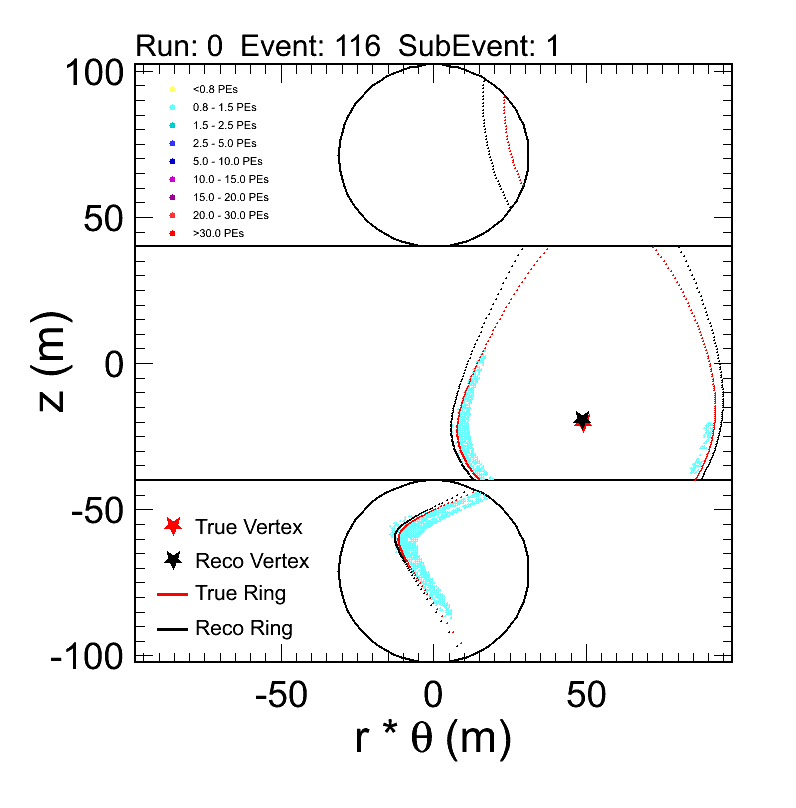 Run: 0  Event: 116  SubEvent: 1
100
<0.8 PEs
0.8 - 1.5 PEs
1.5 - 2.5 PEs
2.5 - 5.0 PEs
5.0 - 10.0 PEs
10.0 - 15.0 PEs
15.0 - 20.0 PEs
20.0 - 30.0 PEs
>30.0 PEs
50
0
z (m)
-50
True Vertex
Reco Vertex
True Ring
Reco Ring
-100
-50 0 50
r * θ (m)